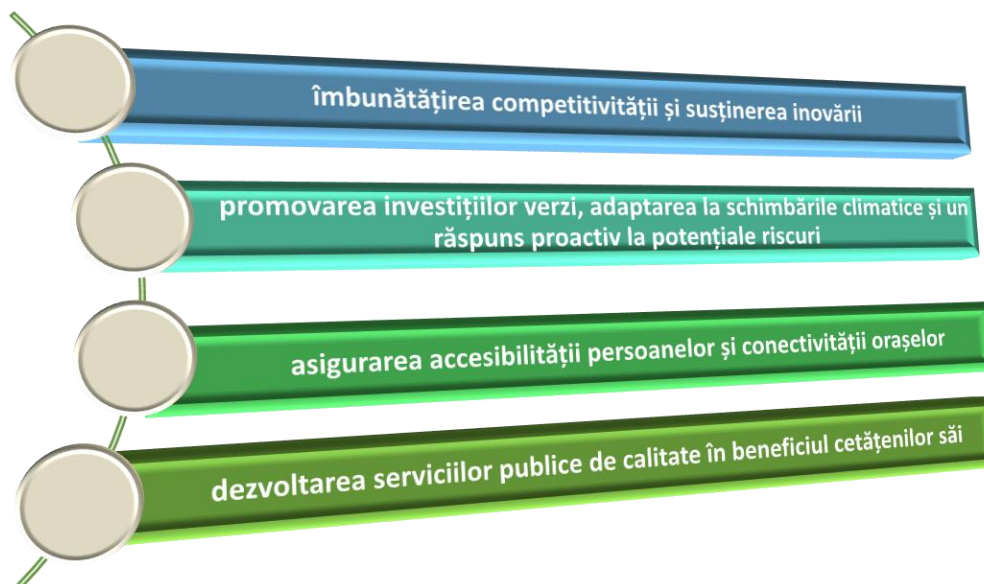 îmbunătățirea competitivității și susținerea inovării
promovarea investițiilor verzi, adaptarea la schimbările climatice și un
răspuns proactiv la potențiale riscuri
asigurarea accesibilității persoanelor și conectivității orașelor
dezvoltarea serviciilor publice de calitate în beneficiul cetățenilor săi